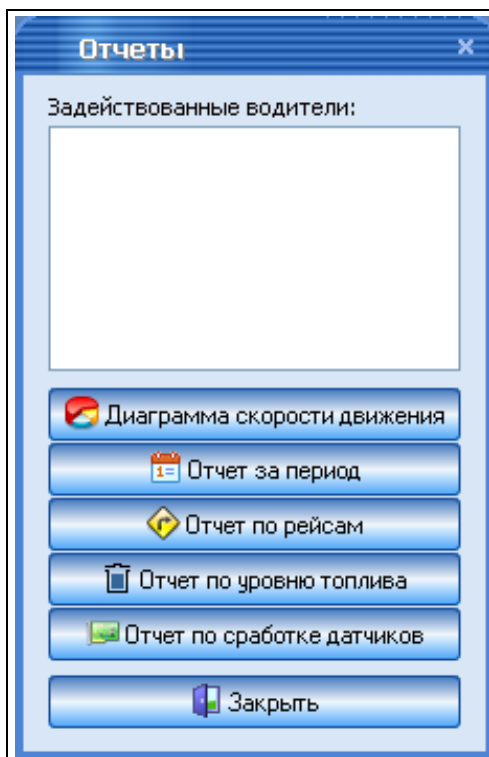 Отчеты
Задействованные водители:
Диаграмма скорости движения
Отчет за период
Отчет по рейсам
Отчет по уровню топлива
Отчет по сработке датчиков
Закрыть